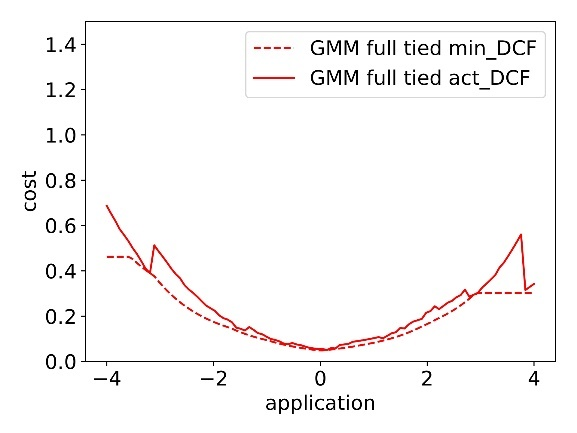 GMM full tied min_DCF
GMM full tied act_DCF
cost
1.4
1.2
1.0
0.8
0.6
0.4
0.2
0.0
−4 −2 0 2 4
application